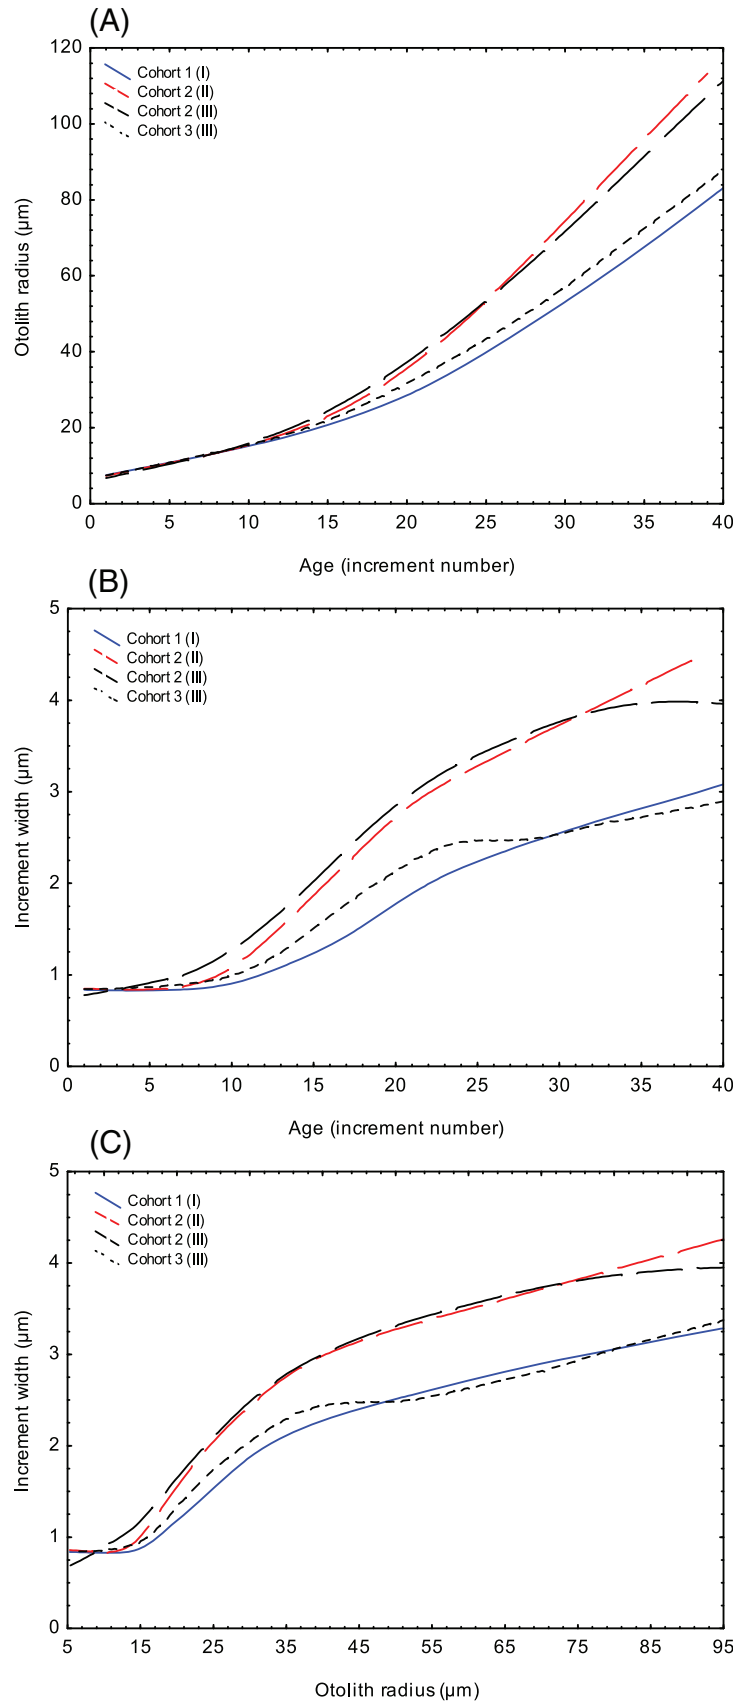 (A)
120
100
80
60
40
20
0
Otolith radius (µm)
Cohort 1 (I)
Cohort 2 (II)
Cohort 2 (III)
Cohort 3 (III)
0 5 10 15 20 25 30 35 40
Age (increment number)
(B)
5
4
3
2
1
0
Increment width (µm)
Cohort 1 (I)
Cohort 2 (II)
Cohort 2 (III)
Cohort 3 (III)
0 5 10 15 20 25 30 35 40
Age (increment number)
(C)
5
4
3
2
1
0
Increment width (µm)
Cohort 1 (I)
Cohort 2 (II)
Cohort 2 (III)
Cohort 3 (III)
5 15 25 35 45 55 65 75 85 95
Otolith radius (µm)